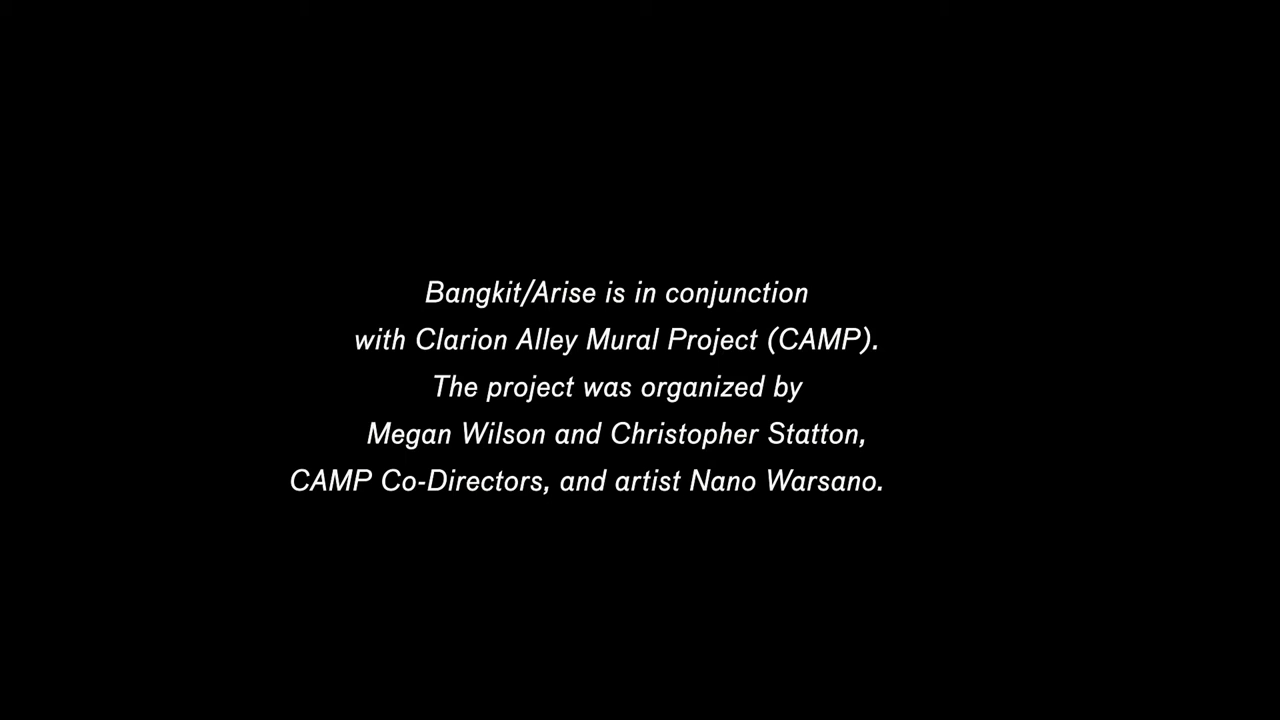 Bangkit/Arise is in conjunction
with Clarion Alley Mural Project (CAMP).
The project was organized by
Megan Wilson and Christopher Statton,
CAMP Co-Directors, and artist Nano Warsano.